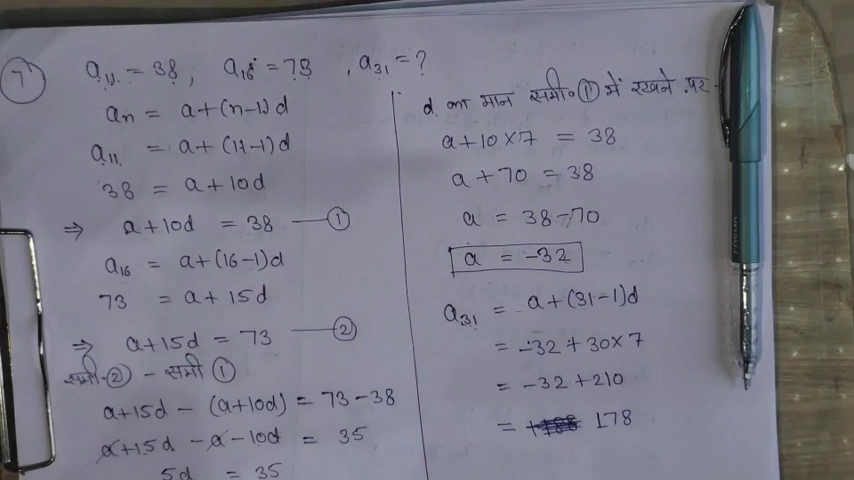 7
a₁₁ = 38, a₁₆ = 73, a₃₁ = ?
an = a+(n-1)d
a₁₁ = a+(11-1)d
38 = a+10d
⇒ a+10d = 38 — ①
a₁₆ = a+(16-1)d
73 = a+15d
⇒ a+15d = 73 — ②
समी②-समी①
a+15d-(a+10d) = 73-38
a+15d-a-10d = 35
5d = 35
d का मान समी०① में रखने पर-
a+10×7 = 38
a+70 = 38
a = 38-70
a = -32
a₃₁ = a+(31-1)d
= -32+30×7
= -32+210
= 178